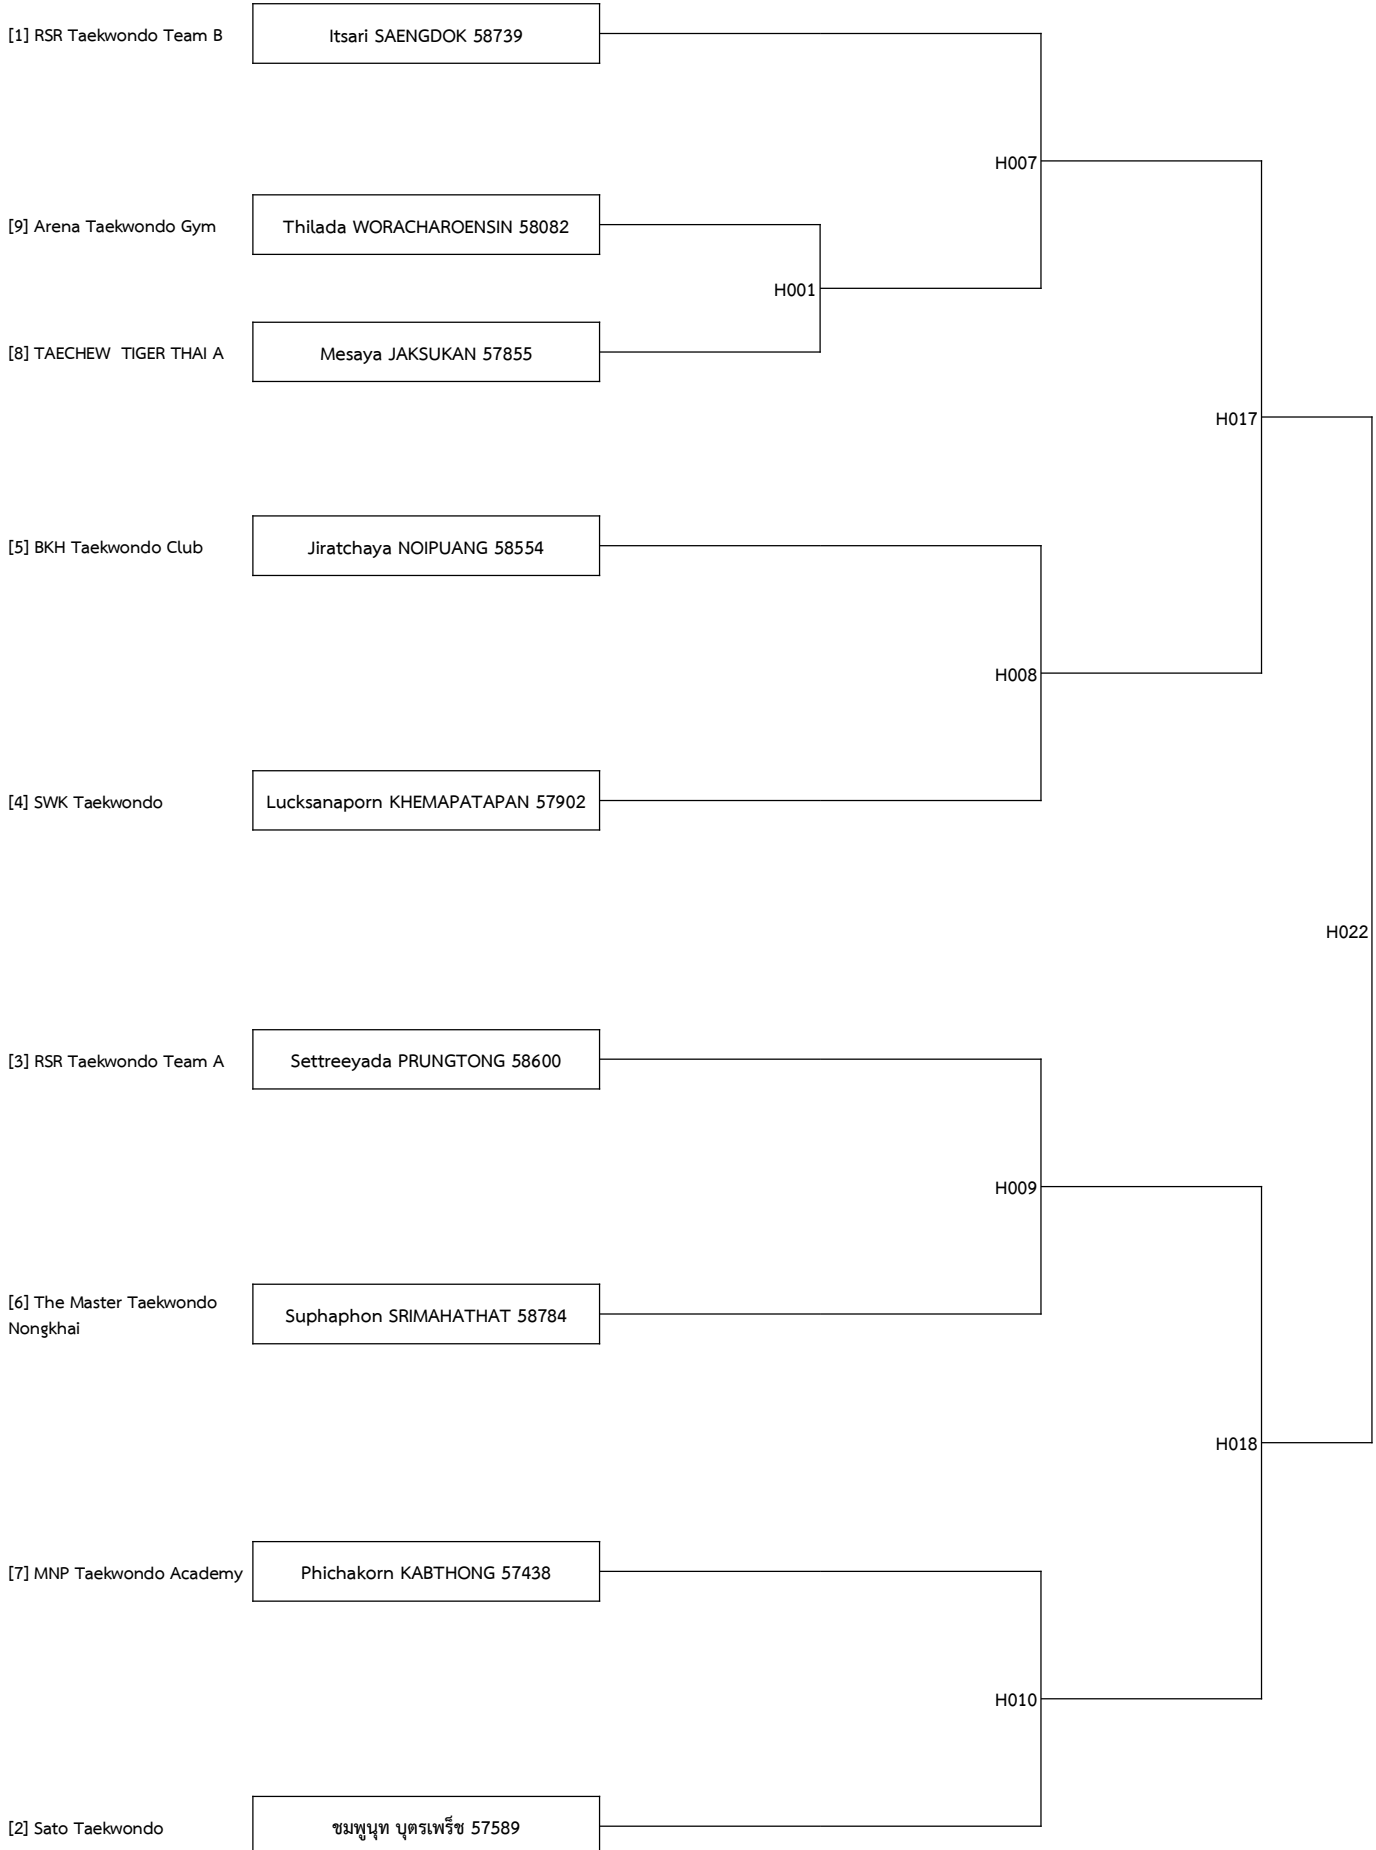 [1] RSR Taekwondo Team B
Itsari SAENGDOK 58739
H007
[9] Arena Taekwondo Gym
Thilada WORACHAROENSIN 58082
H001
[8] TAECHEW  TIGER THAI A
Mesaya JAKSUKAN 57855
H017
[5] BKH Taekwondo Club
Jiratchaya NOIPUANG 58554
H008
[4] SWK Taekwondo
Lucksanaporn KHEMAPATAPAN 57902
H022
[3] RSR Taekwondo Team A
Settreeyada PRUNGTONG 58600
H009
[6] The Master Taekwondo
Nongkhai
Suphaphon SRIMAHATHAT 58784
H018
[7] MNP Taekwondo Academy
Phichakorn KABTHONG 57438
H010
[2] Sato Taekwondo
ชมพูนุท บุตรเพร็ช 57589